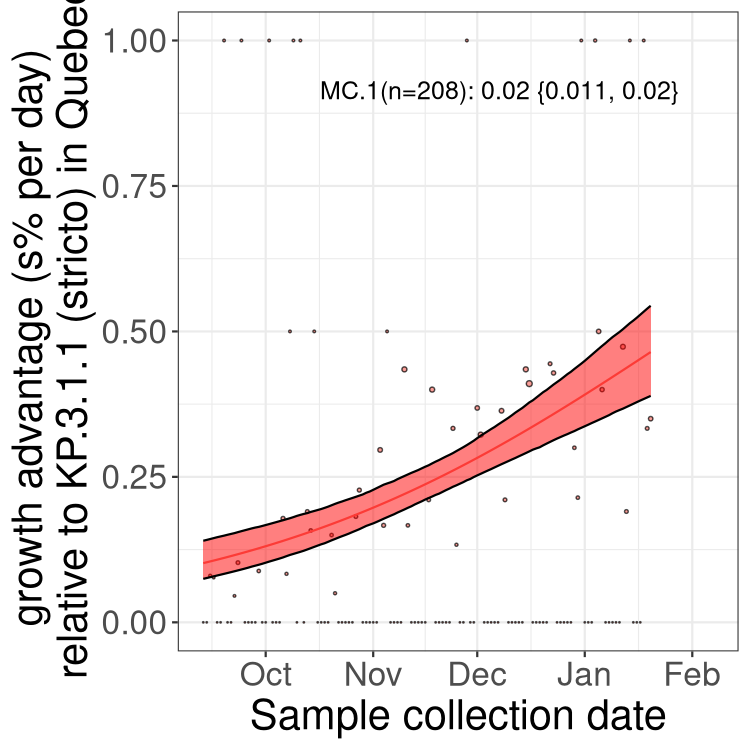 growth advantage (s% per day)
relative to KP.3.1.1 (stricto) in Quebec
1.00
0.75
0.50
0.25
0.00
MC.1(n=208): 0.02 {0.011, 0.02}
Oct Nov Dec Jan Feb
Sample collection date